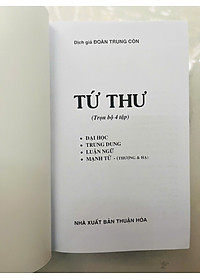 Dịch giả ĐOÀN TRUNG CÒN
TỨ THƯ
(Trọn bộ 4 tập)
• ĐẠI HỌC
• TRUNG DUNG
• LUẬN NGỮ
• MẠNH TỬ - (THƯỢNG & HẠ)
NHÀ XUẤT BẢN THUẬN HÓA